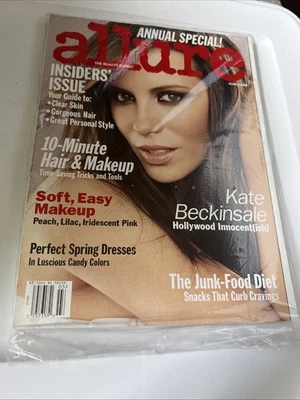 ANNUAL SPECIAL!
allure
THE BEAUTY EXPERT
INSIDERS'
ISSUE
Your Guide to:
•Clear Skin
•Gorgeous Hair
•Great Personal Style
10-Minute
Hair & Makeup
Time-Saving Tricks and Tools
Soft, Easy
Makeup
Peach, Lilac, Iridescent Pink
Kate
Beckinsale
Hollywood Innocent(ish)
Perfect Spring Dresses
In Luscious Candy Colors
The Junk-Food Diet
Snacks That Curb Cravings